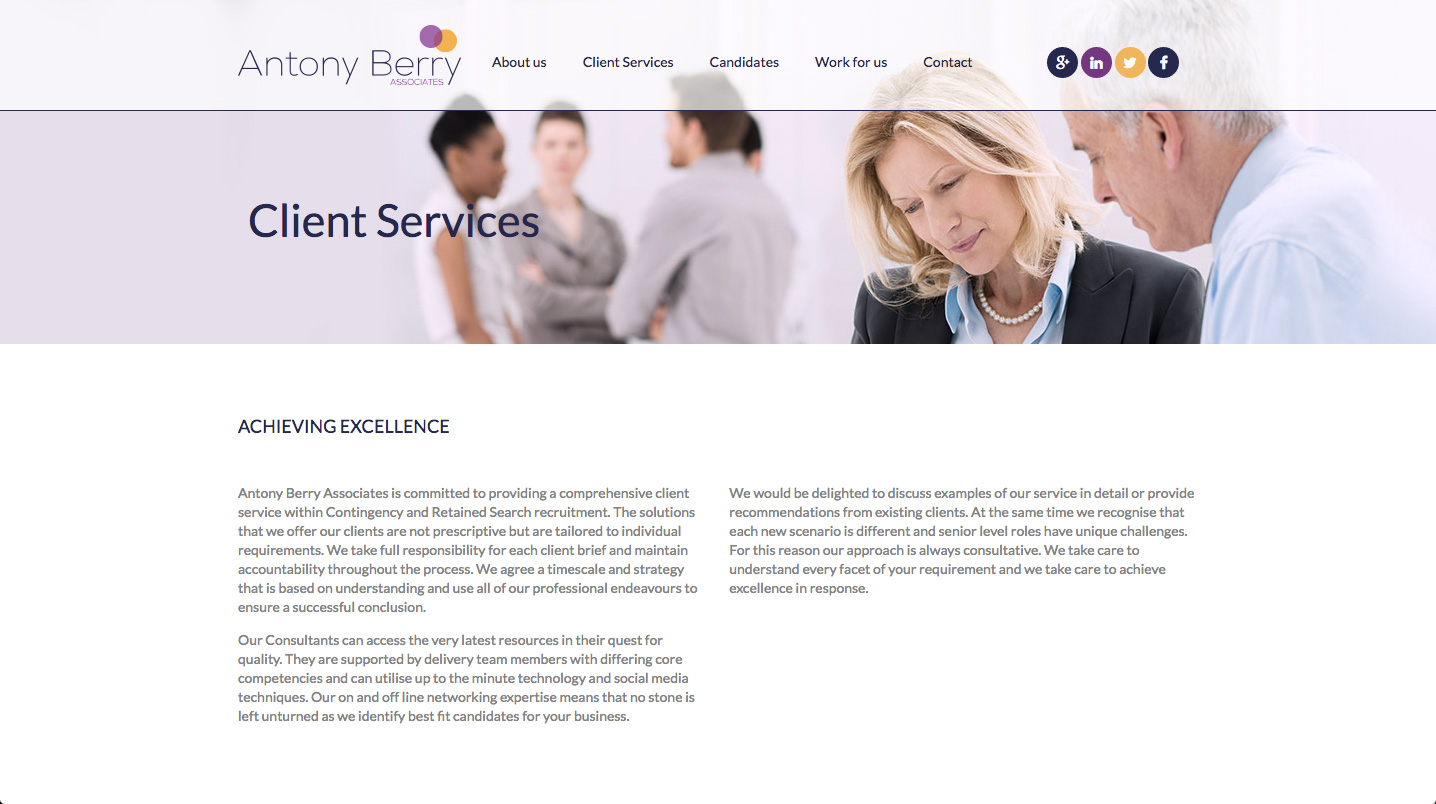 Antony Berry
ASSOCIATES
About us
Client Services
Candidates
Work for us
Contact
Client Services
ACHIEVING EXCELLENCE
Antony Berry Associates is committed to providing a comprehensive client
service within Contingency and Retained Search recruitment. The solutions
that we offer our clients are not prescriptive but are tailored to individual
requirements. We take full responsibility for each client brief and maintain
accountability throughout the process. We agree a timescale and strategy
that is based on understanding and use all of our professional endeavours to
ensure a successful conclusion.
Our Consultants can access the very latest resources in their quest for
quality. They are supported by delivery team members with differing core
competencies and can utilise up to the minute technology and social media
techniques. Our on and off line networking expertise means that no stone is
left unturned as we identify best fit candidates for your business.
We would be delighted to discuss examples of our service in detail or provide
recommendations from existing clients. At the same time we recognise that
each new scenario is different and senior level roles have unique challenges.
For this reason our approach is always consultative. We take care to
understand every facet of your requirement and we take care to achieve
excellence in response.